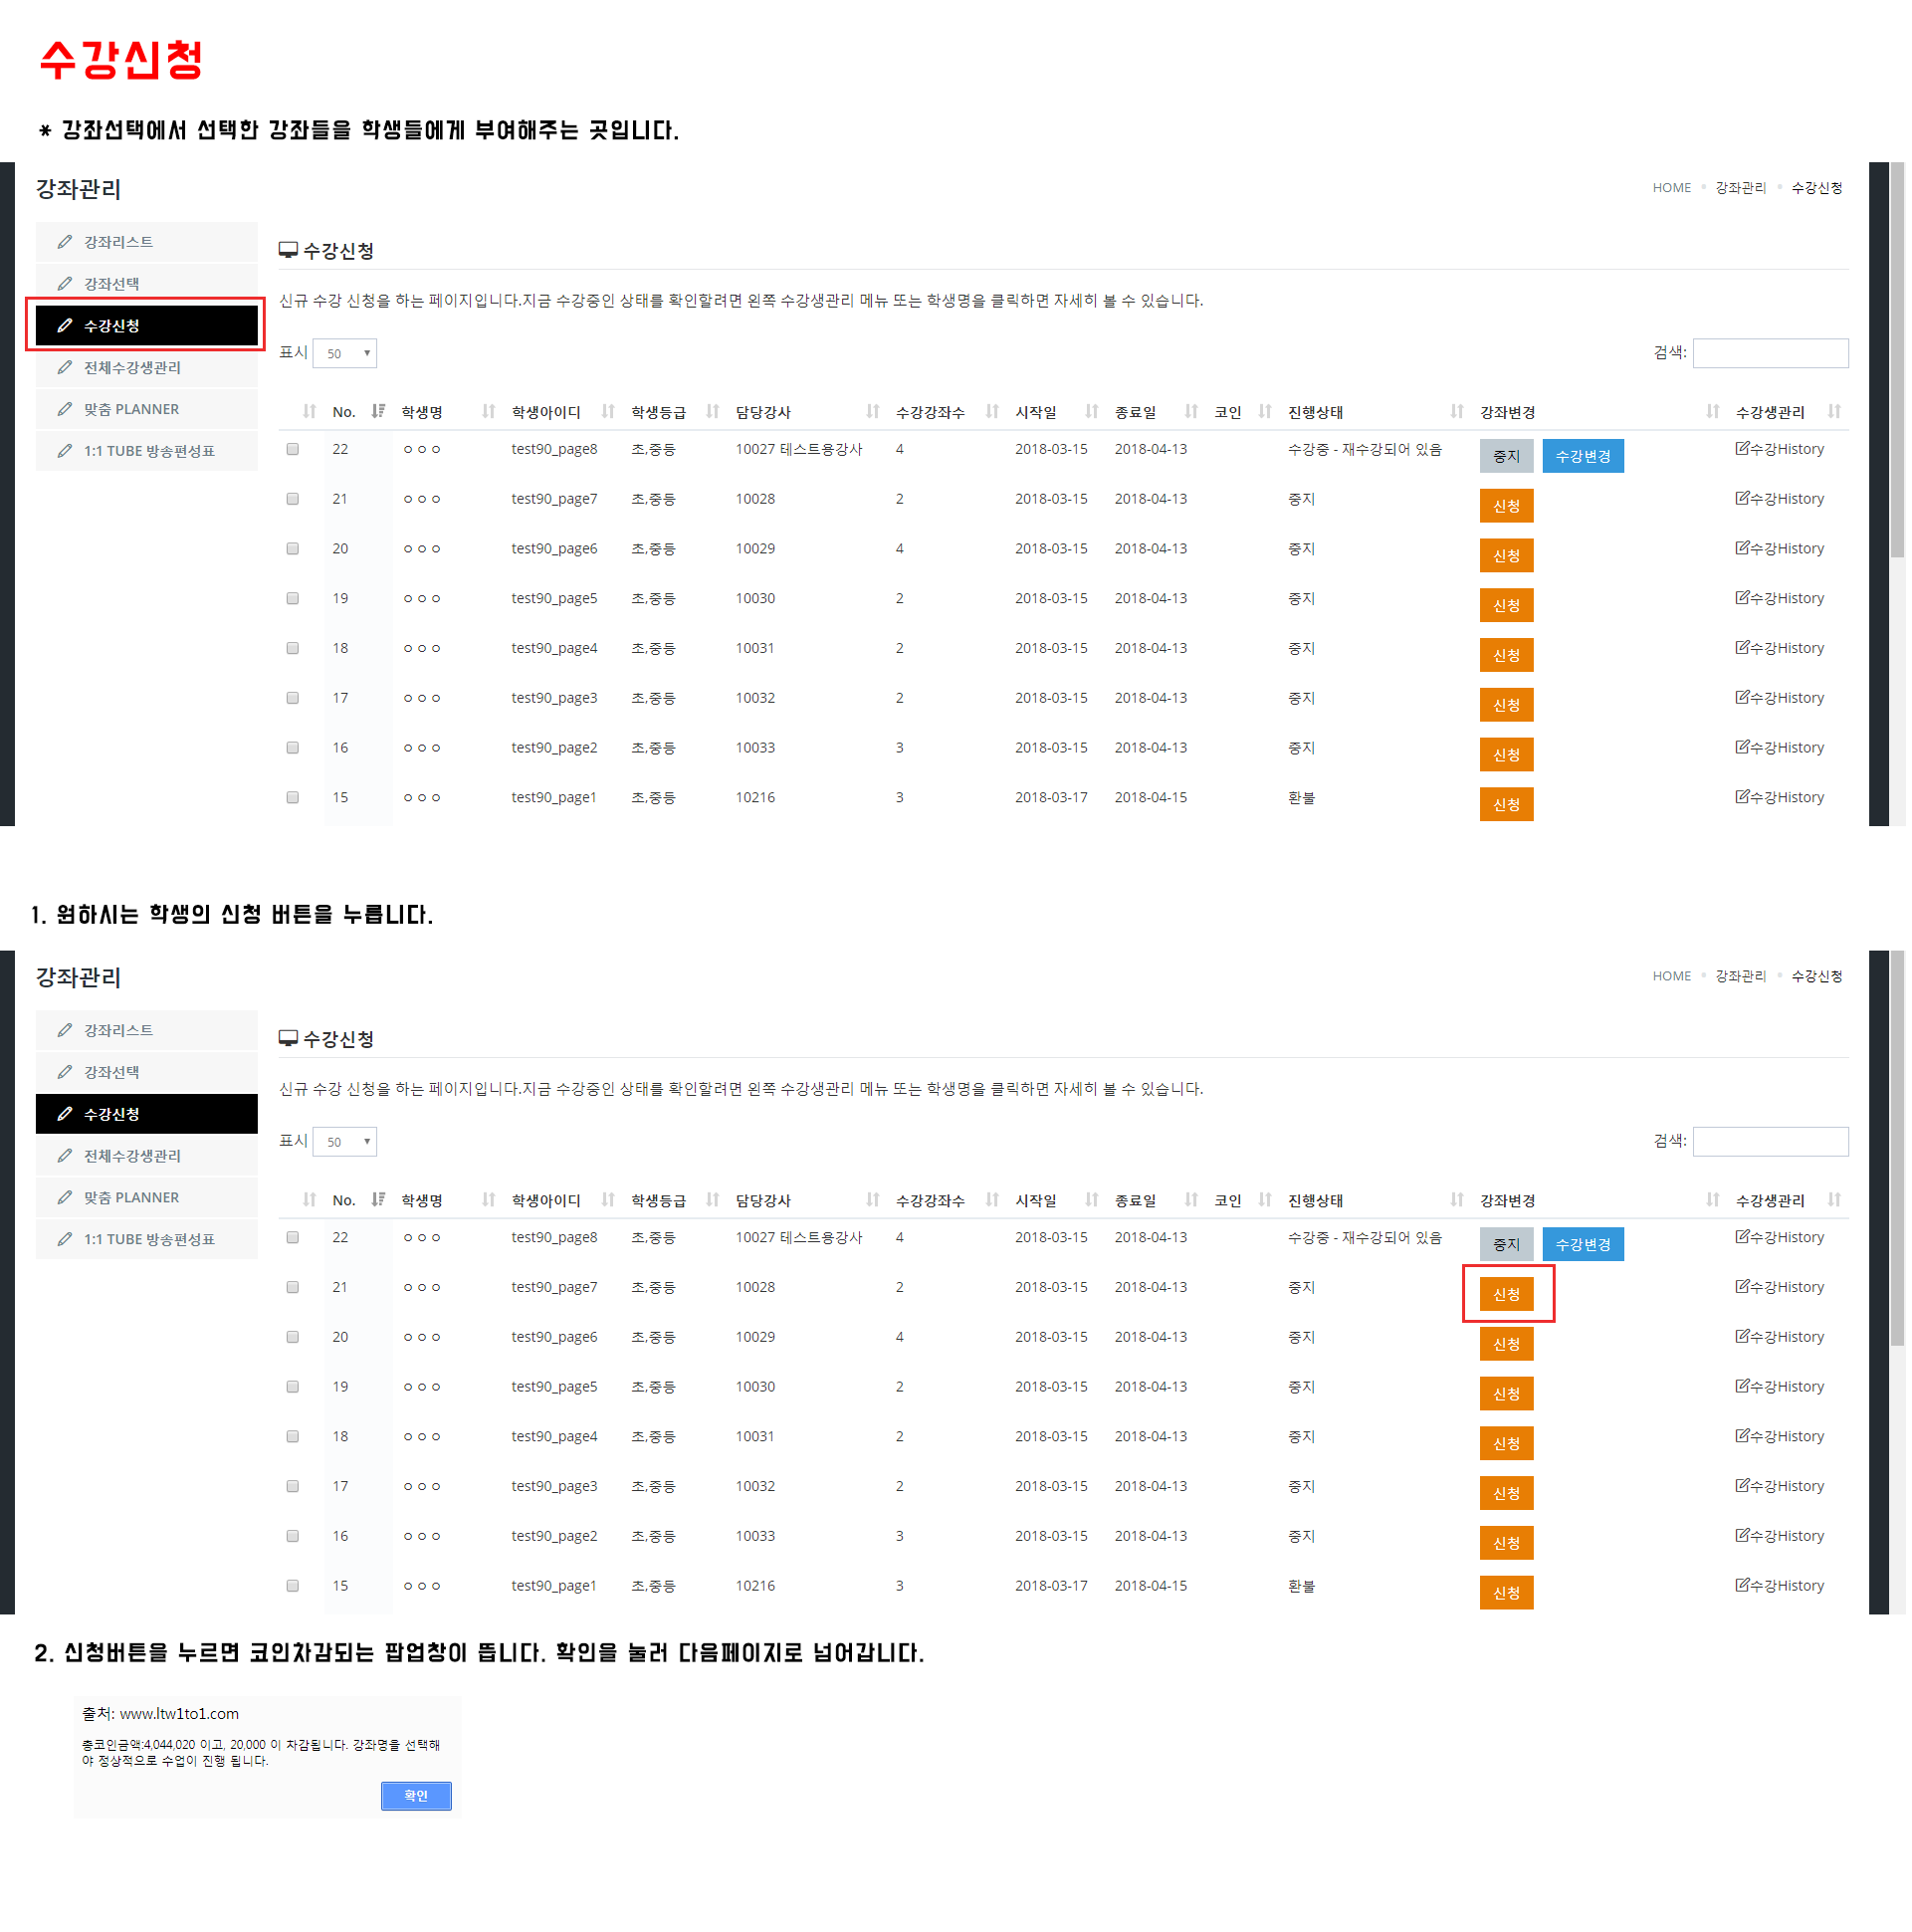 수강신청
* 강좌선택에서 선택한 강좌들을 학생들에게 부여해주는 곳입니다.
강좌관리
HOME 강좌관리 수강신청
강좌리스트
강좌선택
수강신청
전체수강생관리
맞춤 PLANNER
1:1 TUBE 방송편성표
수강신청
신규 수강 신청을 하는 페이지입니다.지금 수강중인 상태를 확인할려면 왼쪽 수강생관리 메뉴 또는 학생명을 클릭하면 자세히 볼 수 있습니다.
표시 50 검색:
No. 학생명 학생아이디 학생등급 담당강사 수강강좌수 시작일 종료일 코인 진행상태 강좌변경 수강생관리
22 ㅇㅇㅇ test90_page8 초,중등 10027 테스트용강사 4 2018-03-15 2018-04-13 수강중 - 재수강되어 있음 중지 수강변경 수강History
21 ㅇㅇㅇ test90_page7 초,중등 10028 2 2018-03-15 2018-04-13 중지 신청 수강History
20 ㅇㅇㅇ test90_page6 초,중등 10029 4 2018-03-15 2018-04-13 중지 신청 수강History
19 ㅇㅇㅇ test90_page5 초,중등 10030 2 2018-03-15 2018-04-13 중지 신청 수강History
18 ㅇㅇㅇ test90_page4 초,중등 10031 2 2018-03-15 2018-04-13 중지 신청 수강History
17 ㅇㅇㅇ test90_page3 초,중등 10032 2 2018-03-15 2018-04-13 중지 신청 수강History
16 ㅇㅇㅇ test90_page2 초,중등 10033 3 2018-03-15 2018-04-13 중지 신청 수강History
15 ㅇㅇㅇ test90_page1 초,중등 10216 3 2018-03-17 2018-04-15 환불 신청 수강History
1. 원하시는 학생의 신청 버튼을 누릅니다.
강좌관리
HOME 강좌관리 수강신청
강좌리스트
강좌선택
수강신청
전체수강생관리
맞춤 PLANNER
1:1 TUBE 방송편성표
수강신청
신규 수강 신청을 하는 페이지입니다.지금 수강중인 상태를 확인할려면 왼쪽 수강생관리 메뉴 또는 학생명을 클릭하면 자세히 볼 수 있습니다.
표시 50 검색:
No. 학생명 학생아이디 학생등급 담당강사 수강강좌수 시작일 종료일 코인 진행상태 강좌변경 수강생관리
22 ㅇㅇㅇ test90_page8 초,중등 10027 테스트용강사 4 2018-03-15 2018-04-13 수강중 - 재수강되어 있음 중지 수강변경 수강History
21 ㅇㅇㅇ test90_page7 초,중등 10028 2 2018-03-15 2018-04-13 중지 신청 수강History
20 ㅇㅇㅇ test90_page6 초,중등 10029 4 2018-03-15 2018-04-13 중지 신청 수강History
19 ㅇㅇㅇ test90_page5 초,중등 10030 2 2018-03-15 2018-04-13 중지 신청 수강History
18 ㅇㅇㅇ test90_page4 초,중등 10031 2 2018-03-15 2018-04-13 중지 신청 수강History
17 ㅇㅇㅇ test90_page3 초,중등 10032 2 2018-03-15 2018-04-13 중지 신청 수강History
16 ㅇㅇㅇ test90_page2 초,중등 10033 3 2018-03-15 2018-04-13 중지 신청 수강History
15 ㅇㅇㅇ test90_page1 초,중등 10216 3 2018-03-17 2018-04-15 환불 신청 수강History
2. 신청버튼을 누르면 코인차감되는 팝업창이 뜹니다. 확인을 눌러 다음페이지로 넘어갑니다.
출처: www.ltw1to1.com
총코인금액:4,044,020 이고, 20,000 이 차감됩니다. 강좌명을 선택해
야 정상적으로 수업이 진행 됩니다.
확인